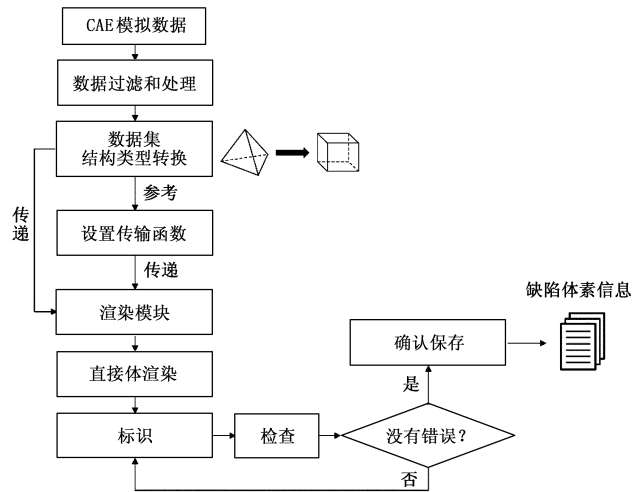 CAE模拟数据
数据过滤和处理
数据集
结构类型转换
参考
传递
设置传输函数
传递
渲染模块
直接体渲染
标识
检查
没有错误？
是
否
确认保存
缺陷体素信息